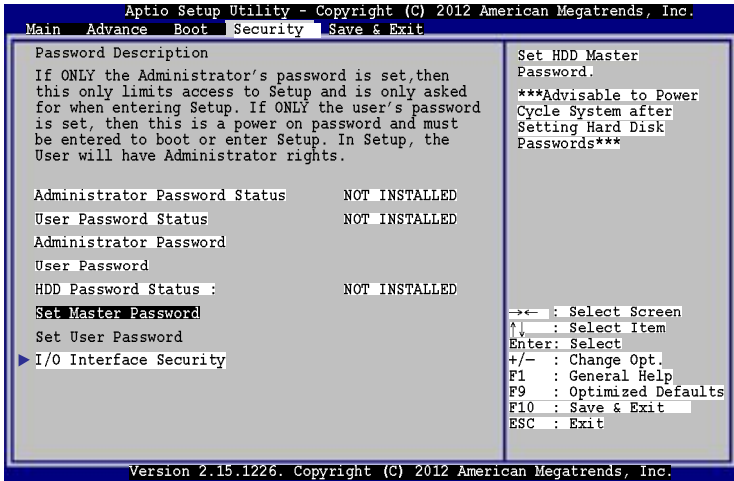 Aptio Setup Utility - Copyright (C) 2012 American Megatrends, Inc.
Main Advance Boot Security Save & Exit
Password Description
If ONLY the Administrator's password is set,then
this only limits access to Setup and is only asked
for when entering Setup. If ONLY the user's password
is set, then this is a power on password and must
be entered to boot or enter Setup. In Setup, the
User will have Administrator rights.
Administrator Password Status NOT INSTALLED
User Password Status NOT INSTALLED
Administrator Password
User Password
HDD Password Status : NOT INSTALLED
Set Master Password
Set User Password
I/O Interface Security
Set HDD Master
Password.
***Advisable to Power
Cycle System after
Setting Hard Disk
Passwords***
→← : Select Screen
↑↓ : Select Item
Enter: Select
+/— : Change Opt.
F1 : General Help
F9 : Optimized Defaults
F10 : Save & Exit
ESC : Exit
Version 2.15.1226. Copyright (C) 2012 American Megatrends, Inc.